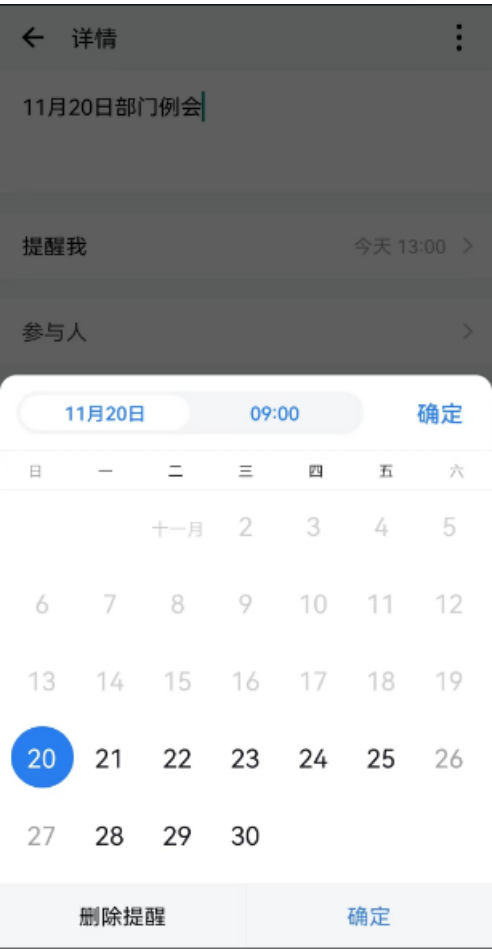 详情
11月20日部门例会
提醒我 今天 13:00
参与人
11月20日 09:00 确定
日 一 二 三 四 五 六
十一月 2 3 4 5
6 7 8 9 10 11 12
13 14 15 16 17 18 19
20 21 22 23 24 25 26
27 28 29 30
删除提醒 确定